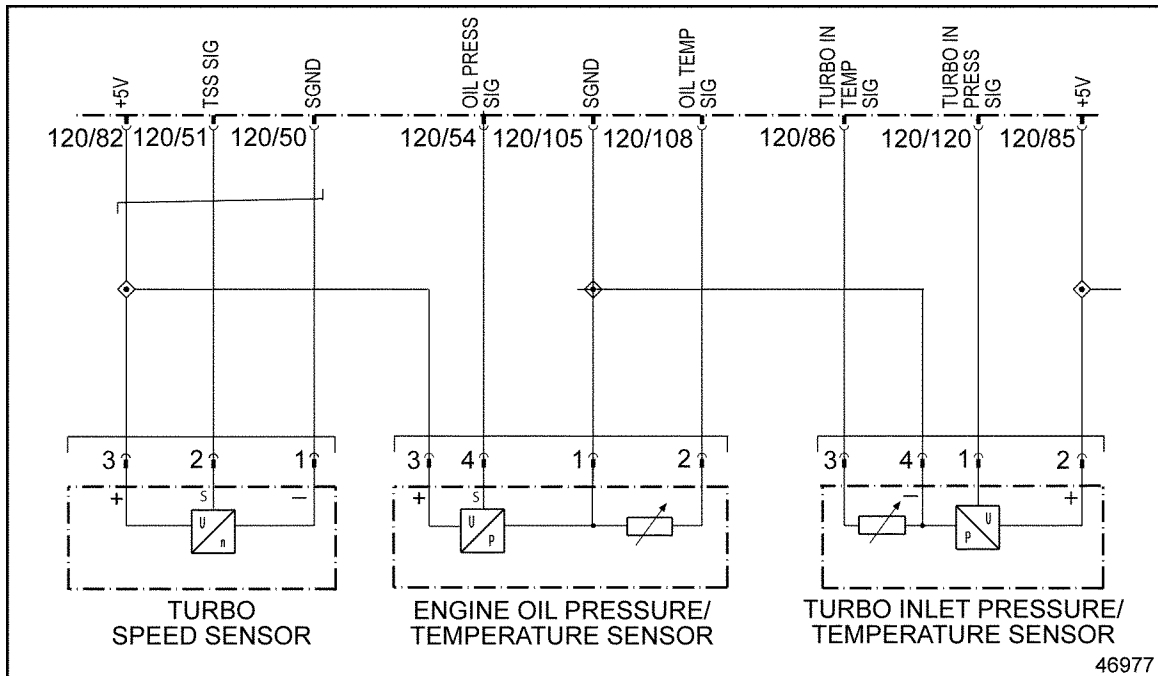 +5V
TSS SIG
SGND
OIL PRESS
SIG
SGND
OIL TEMP
SIG
TURBO IN
TEMP
SIG
TURBO IN
PRESS
SIG
+5V
120/82
120/51
120/50
120/54
120/105
120/108
120/86
120/120
120/85
3
2
1
3
4
1
2
3
4
1
2
+
S
−
+
S
−
+
U
n
U
P
P
U
TURBO
SPEED SENSOR
ENGINE OIL PRESSURE/
TEMPERATURE SENSOR
TURBO INLET PRESSURE/
TEMPERATURE SENSOR
46977